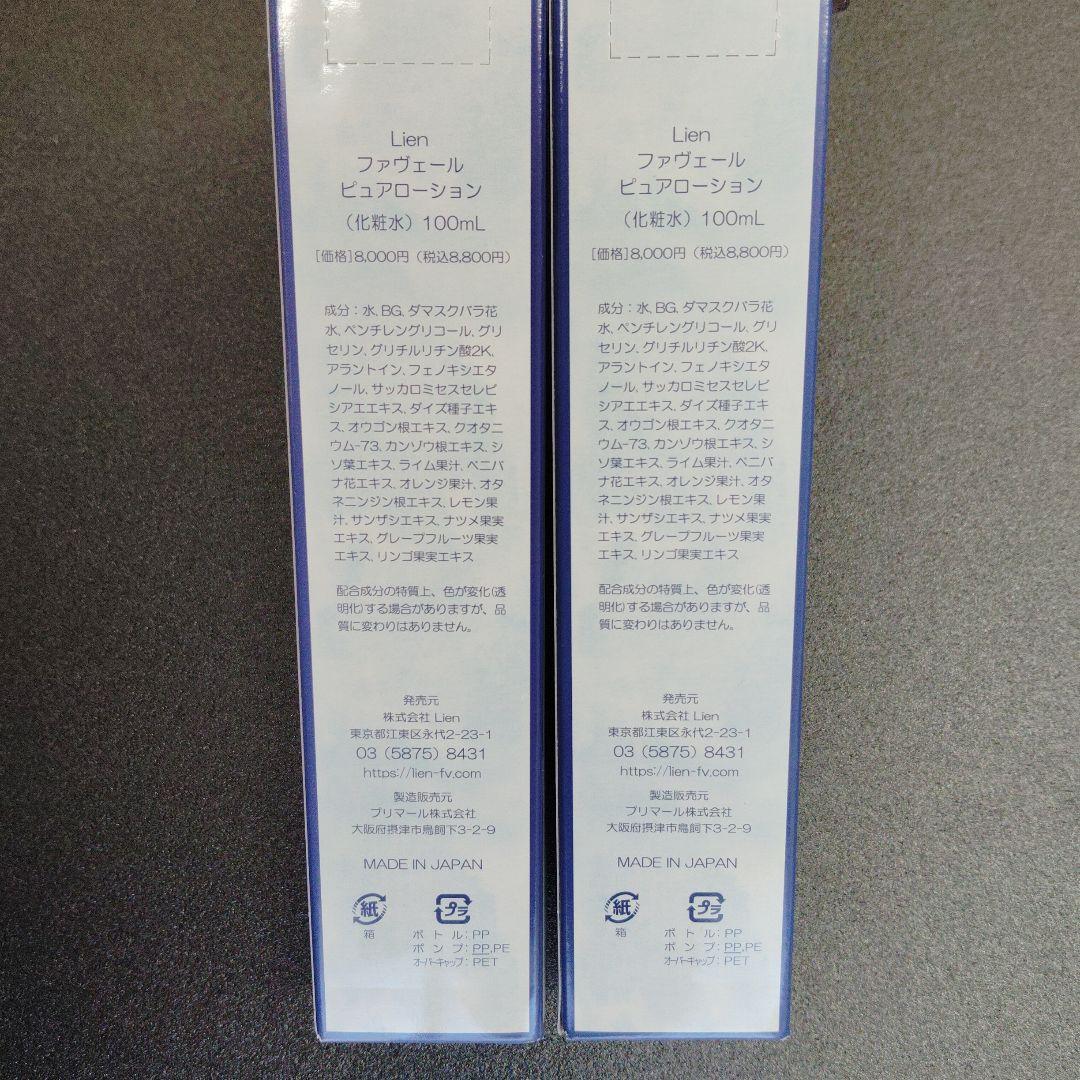 Lien
ファヴェール
ピュアローション
（化粧水）100mL
[価格]8,000円（税込8,800円）
成分：水、BG、ダマスクバラ花
水、ペンチレングリコール、グリ
セリン、グリチルリチン酸2K、
アラントイン、フェノキシエタ
ノール、サッカロミセスセレビ
シアエエキス、ダイズ種子エキ
ス、オウゴン根エキス、クオタニ
ウム-73、カンゾウ根エキス、シ
ソ葉エキス、ライム果汁、ベニバ
ナ花エキス、オレンジ果汁、オタ
ネニンジン根エキス、レモン果
汁、サンザシエキス、ナツメ果実
エキス、グレープフルーツ果実
エキス、リンゴ果実エキス
配合成分の特質上、色が変化(透
明化)する場合がありますが、品
質に変わりはありません。
発売元
株式会社 Lien
東京都江東区永代2-23-1
03（5875）8431
https://lien-fv.com
製造販売元
プリマール株式会社
大阪府摂津市鳥飼下3-2-9
MADE IN JAPAN
紙
プラ
箱
ボトル：PP
ポンプ：PP,PE
オーバーキャップ：PET
Lien
ファヴェール
ピュアローション
（化粧水）100mL
[価格]8,000円（税込8,800円）
成分：水、BG、ダマスクバラ花
水、ペンチレングリコール、グリ
セリン、グリチルリチン酸2K、
アラントイン、フェノキシエタ
ノール、サッカロミセスセレビ
シアエエキス、ダイズ種子エキ
ス、オウゴン根エキス、クオタニ
ウム-73、カンゾウ根エキス、シ
ソ葉エキス、ライム果汁、ベニバ
ナ花エキス、オレンジ果汁、オタ
ネニンジン根エキス、レモン果
汁、サンザシエキス、ナツメ果実
エキス、グレープフルーツ果実
エキス、リンゴ果実エキス
配合成分の特質上、色が変化(透
明化)する場合がありますが、品
質に変わりはありません。
発売元
株式会社 Lien
東京都江東区永代2-23-1
03（5875）8431
https://lien-fv.com
製造販売元
プリマール株式会社
大阪府摂津市鳥飼下3-2-9
MADE IN JAPAN
紙
プラ
箱
ボトル：PP
ポンプ：PP,PE
オーバーキャップ：PET